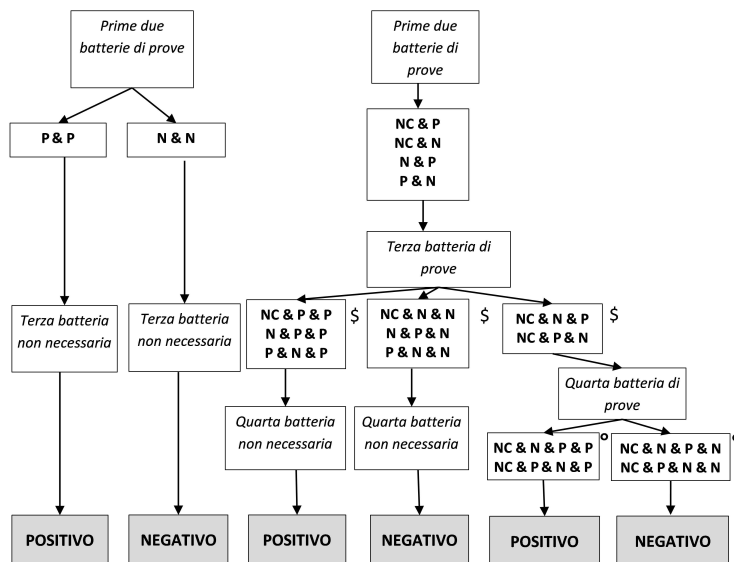 Prime due
batterie di prove
Prime due
batterie di
prove
P & P
N & N
NC & P
NC & N
N & P
P & N
Terza batteria di
prove
Terza batteria
non necessaria
Terza batteria
non necessaria
NC & P & P
N & P & P
P & N & P
$
NC & N & N
N & P & N
P & N & N
$
NC & N & P
NC & P & N
$
Quarta batteria di
prove
Quarta batteria
non necessaria
Quarta batteria
non necessaria
NC & N & P & P
NC & P & N & P
°
NC & N & P & N
NC & P & N & N
°
POSITIVO
NEGATIVO
POSITIVO
NEGATIVO
POSITIVO
NEGATIVO